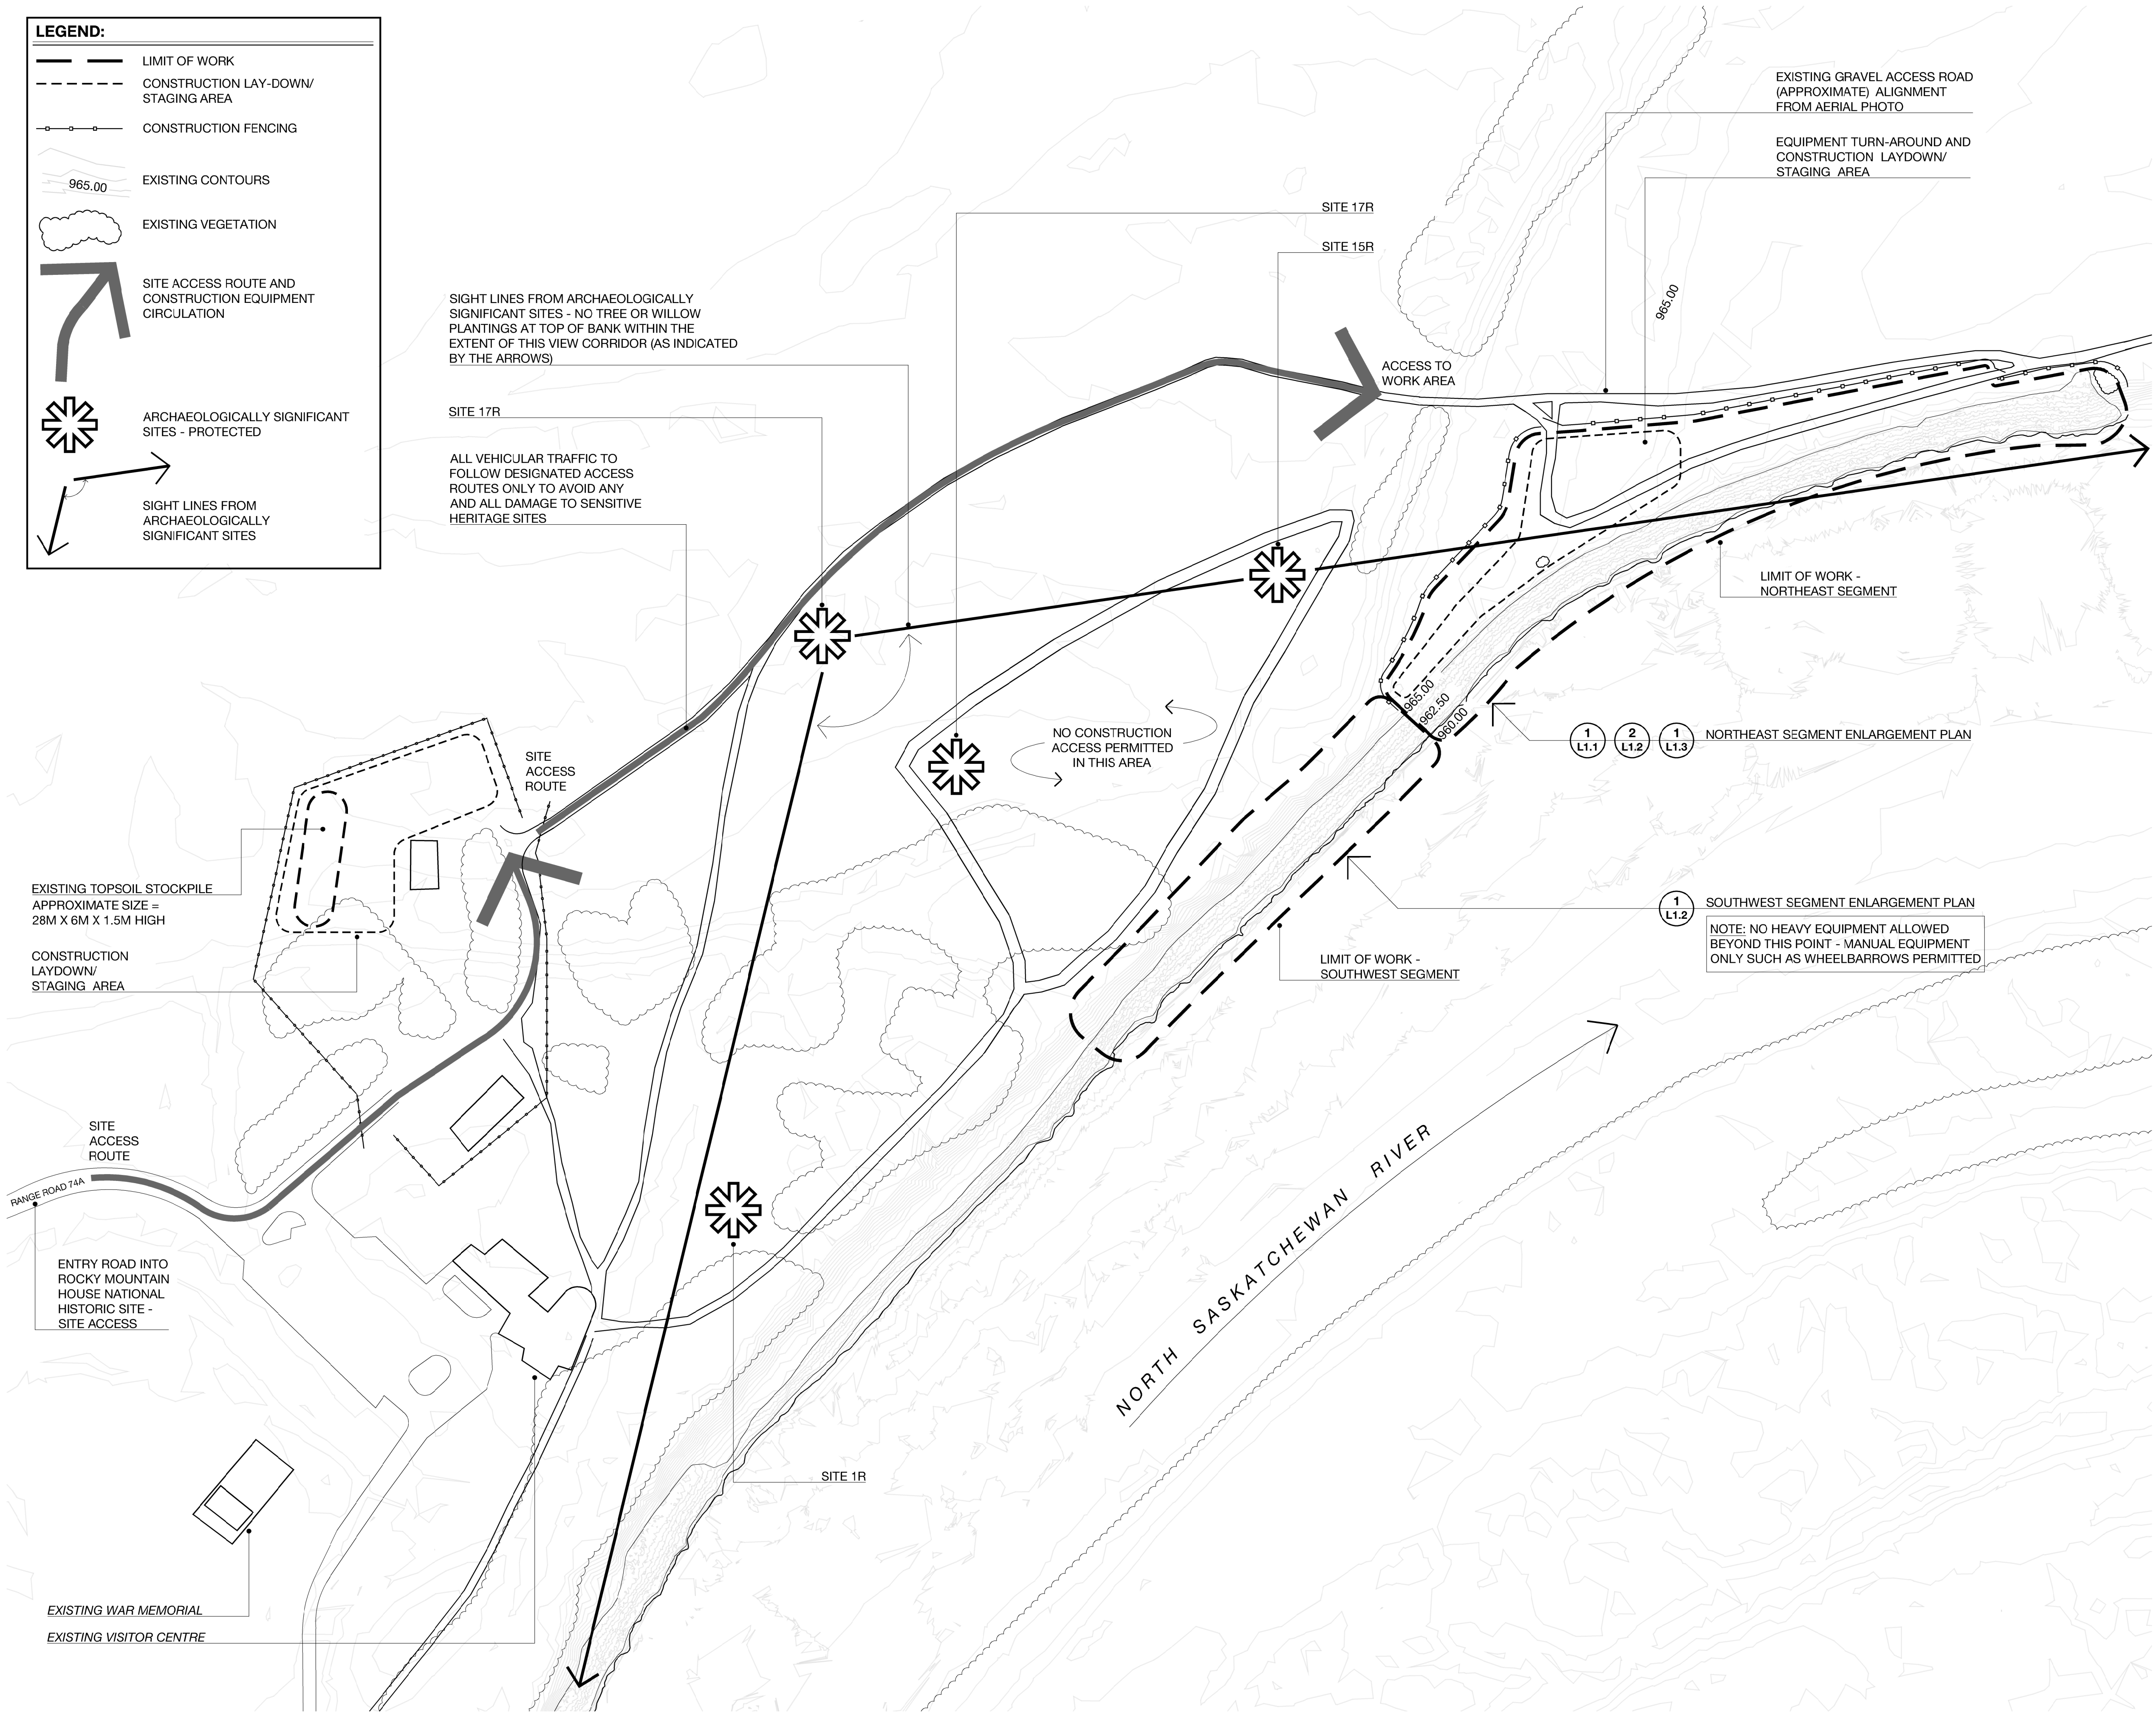 LEGEND:
LIMIT OF WORK
CONSTRUCTION LAY-DOWN/
STAGING AREA
CONSTRUCTION FENCING
965.00
EXISTING CONTOURS
EXISTING VEGETATION
SITE ACCESS ROUTE AND
CONSTRUCTION EQUIPMENT
CIRCULATION
ARCHAEOLOGICALLY SIGNIFICANT
SITES - PROTECTED
SIGHT LINES FROM
ARCHAEOLOGICALLY
SIGNIFICANT SITES
EXISTING GRAVEL ACCESS ROAD
(APPROXIMATE) ALIGNMENT
FROM AERIAL PHOTO
EQUIPMENT TURN-AROUND AND
CONSTRUCTION LAYDOWN/
STAGING AREA
SITE 17R
SITE 15R
965.00
SIGHT LINES FROM ARCHAEOLOGICALLY
SIGNIFICANT SITES - NO TREE OR WILLOW
PLANTINGS AT TOP OF BANK WITHIN THE
EXTENT OF THIS VIEW CORRIDOR (AS INDICATED
BY THE ARROWS)
ACCESS TO
WORK AREA
SITE 17R
ALL VEHICULAR TRAFFIC TO
FOLLOW DESIGNATED ACCESS
ROUTES ONLY TO AVOID ANY
AND ALL DAMAGE TO SENSITIVE
HERITAGE SITES
LIMIT OF WORK -
NORTHEAST SEGMENT
965.00
962.50
960.00
NO CONSTRUCTION
ACCESS PERMITTED
IN THIS AREA
1
L1.1
2
L1.2
1
L1.3
NORTHEAST SEGMENT ENLARGEMENT PLAN
SITE
ACCESS
ROUTE
EXISTING TOPSOIL STOCKPILE
APPROXIMATE SIZE =
28M X 6M X 1.5M HIGH
CONSTRUCTION
LAYDOWN/
STAGING AREA
1
L1.2
SOUTHWEST SEGMENT ENLARGEMENT PLAN
NOTE: NO HEAVY EQUIPMENT ALLOWED
BEYOND THIS POINT - MANUAL EQUIPMENT
ONLY SUCH AS WHEELBARROWS PERMITTED
LIMIT OF WORK -
SOUTHWEST SEGMENT
SITE
ACCESS
ROUTE
RANGE ROAD 74A
NORTH SASKATCHEWAN RIVER
ENTRY ROAD INTO
ROCKY MOUNTAIN
HOUSE NATIONAL
HISTORIC SITE -
SITE ACCESS
SITE 1R
EXISTING WAR MEMORIAL
EXISTING VISITOR CENTRE